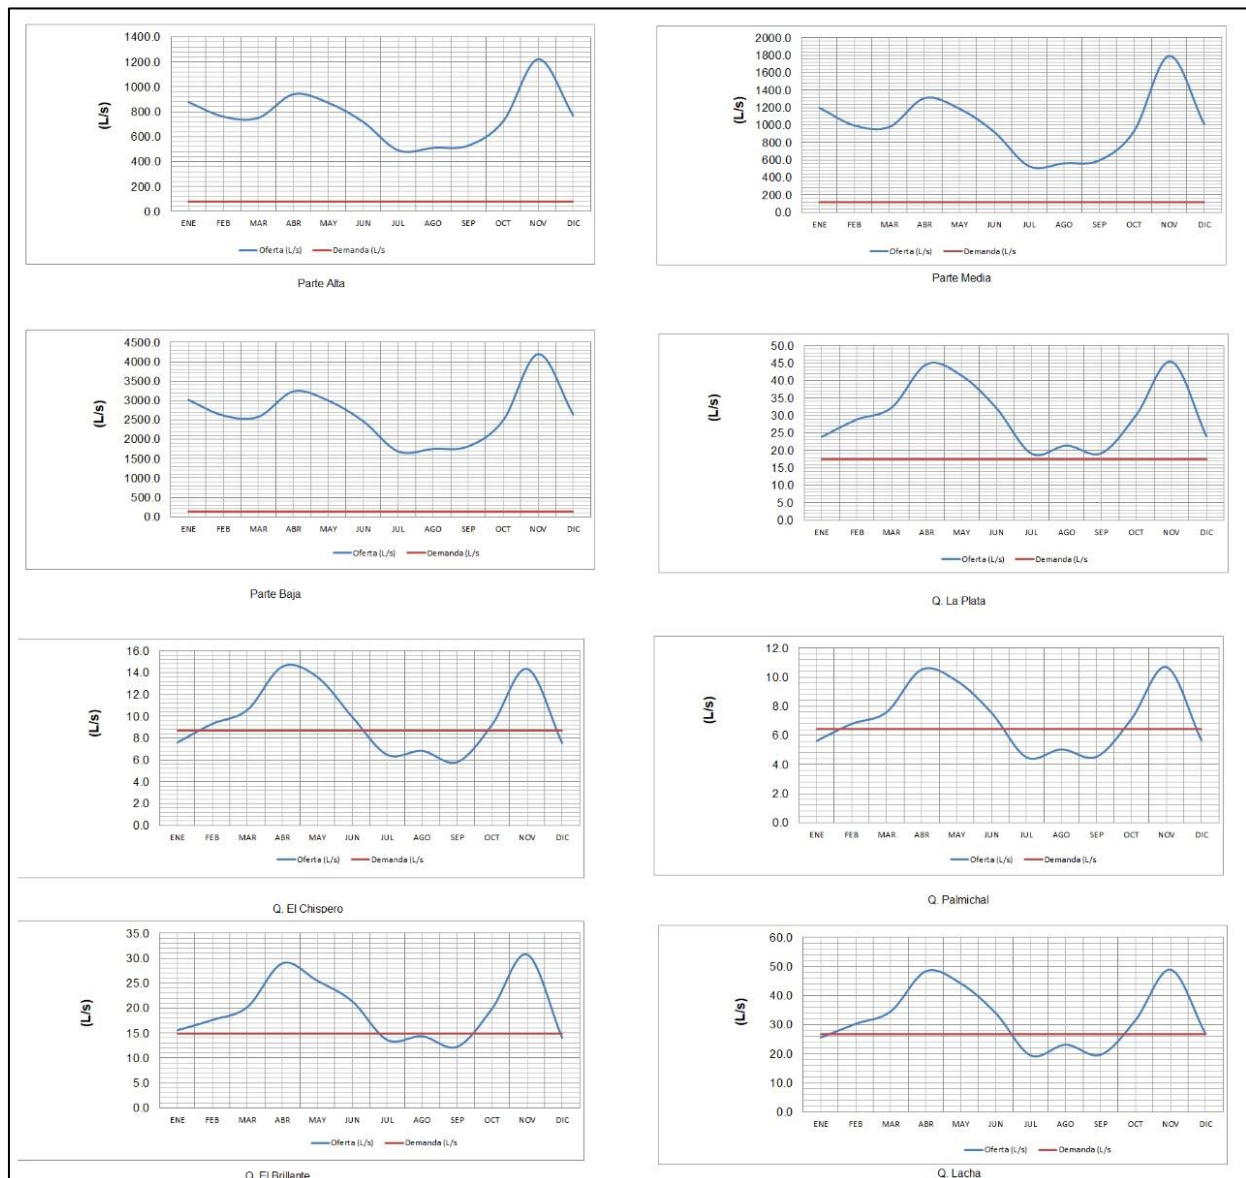 1400.0
1200.0
1000.0
800.0
600.0
400.0
200.0
0.0
(L/s)
ENE FEB MAR ABR MAY JUN JUL AGO SEP OCT NOV DIC
Oferta (L/s) Demanda (L/s
Parte Alta
2000.0
1800.0
1600.0
1400.0
1200.0
1000.0
800.0
600.0
400.0
200.0
0.0
(L/s)
ENE FEB MAR ABR MAY JUN JUL AGO SEP OCT NOV DIC
Oferta (L/s) Demanda (L/s
Parte Media
4500.0
4000.0
3500.0
3000.0
2500.0
2000.0
1500.0
1000.0
500.0
0.0
(L/s)
ENE FEB MAR ABR MAY JUN JUL AGO SEP OCT NOV DIC
Oferta (L/s) Demanda (L/s
Parte Baja
50.0
45.0
40.0
35.0
30.0
25.0
20.0
15.0
10.0
5.0
0.0
(L/s)
ENE FEB MAR ABR MAY JUN JUL AGO SEP OCT NOV DIC
Oferta (L/s) Demanda (L/s
Q. La Plata
16.0
14.0
12.0
10.0
8.0
6.0
4.0
2.0
0.0
(L/s)
ENE FEB MAR ABR MAY JUN JUL AGO SEP OCT NOV DIC
Oferta (L/s) Demanda (L/s
Q. El Chispero
12.0
10.0
8.0
6.0
4.0
2.0
0.0
(L/s)
ENE FEB MAR ABR MAY JUN JUL AGO SEP OCT NOV DIC
Oferta (L/s) Demanda (L/s
Q. Palmichal
35.0
30.0
25.0
20.0
15.0
10.0
5.0
0.0
(L/s)
ENE FEB MAR ABR MAY JUN JUL AGO SEP OCT NOV DIC
Oferta (L/s) Demanda (L/s
Q. El Brillante
60.0
50.0
40.0
30.0
20.0
10.0
0.0
(L/s)
ENE FEB MAR ABR MAY JUN JUL AGO SEP OCT NOV DIC
Oferta (L/s) Demanda (L/s
Q. Lacha